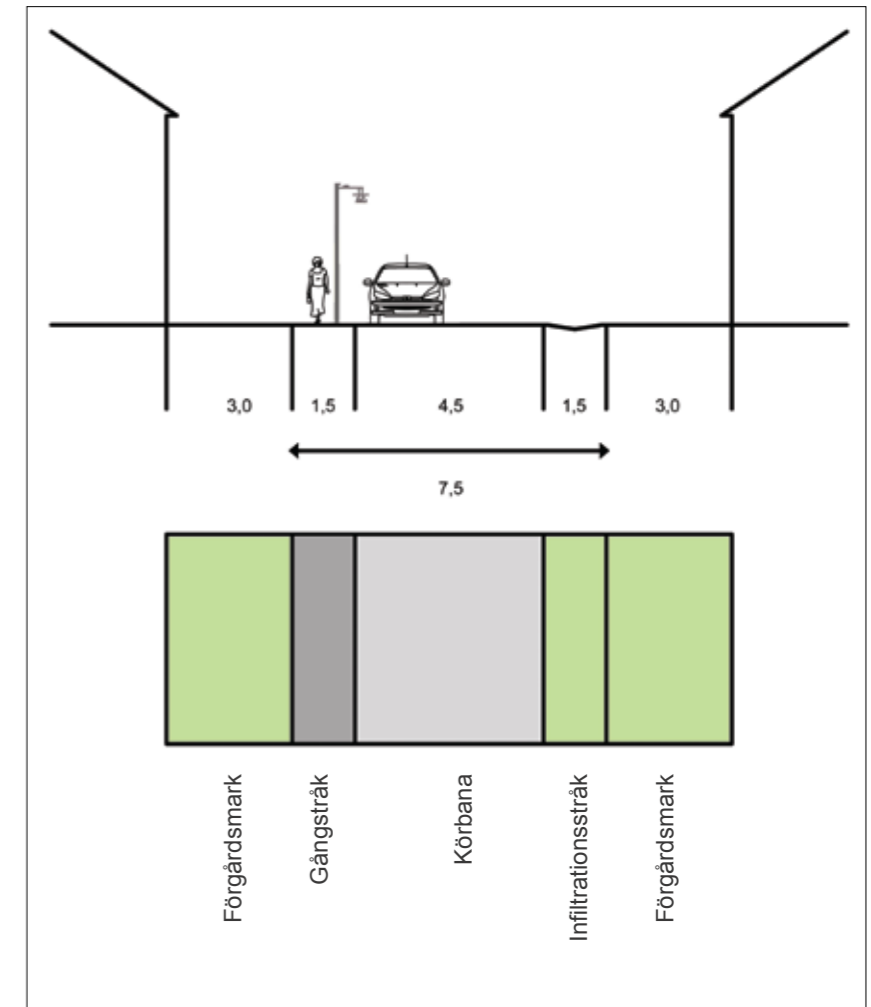 3,0 1,5 4,5 1,5 3,0
7,5
Förgårdsmark
Gångstråk
Körbana
Infiltrationsstråk
Förgårdsmark